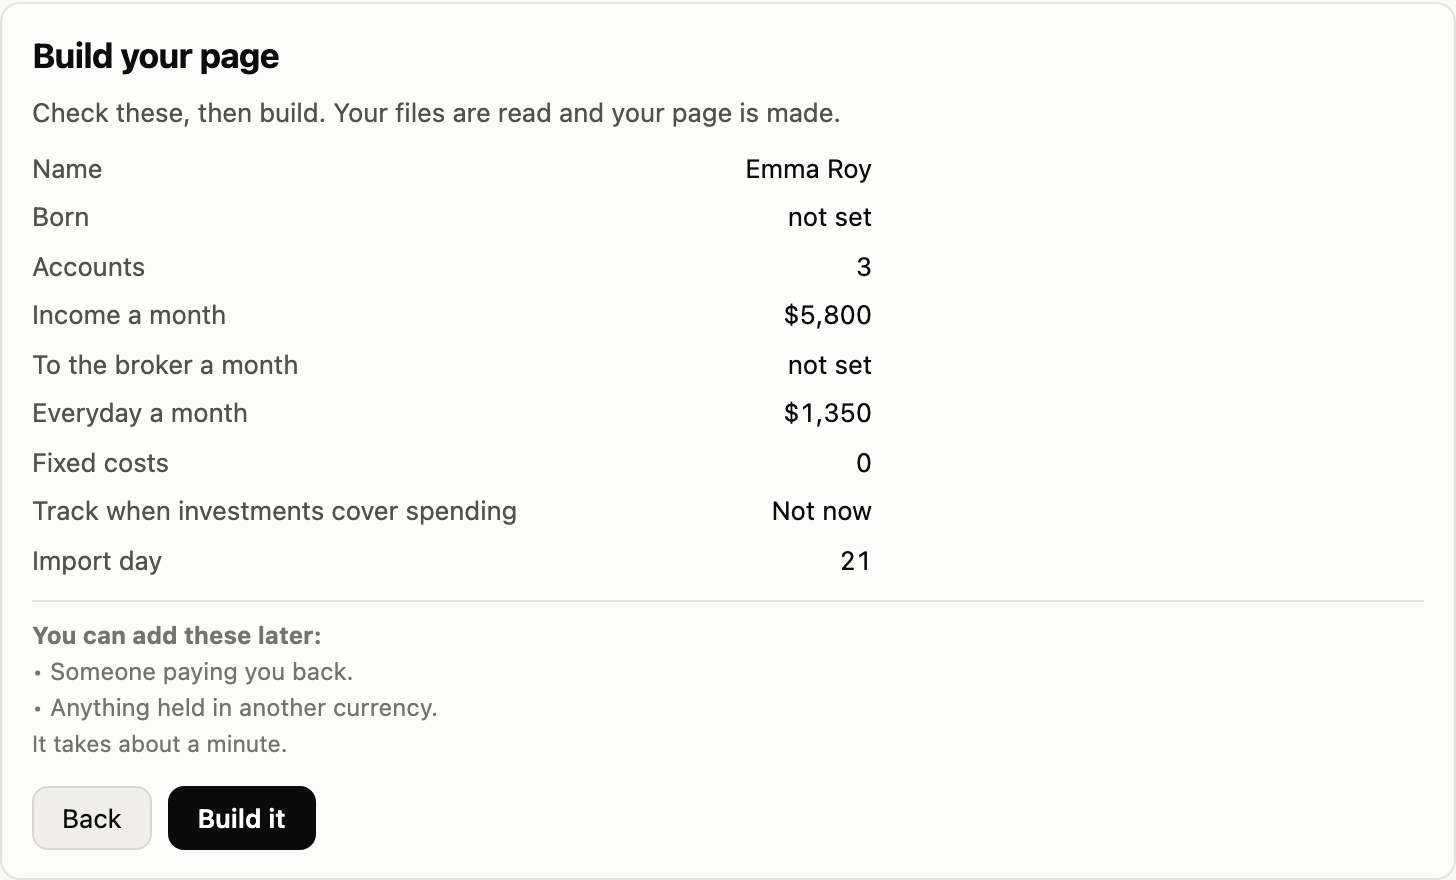 Build your page
Check these, then build. Your files are read and your page is made.
Name Emma Roy
Born not set
Accounts 3
Income a month $5,800
To the broker a month not set
Everyday a month $1,350
Fixed costs 0
Track when investments cover spending Not now
Import day 21
You can add these later:
• Someone paying you back.
• Anything held in another currency.
It takes about a minute.
Back Build it